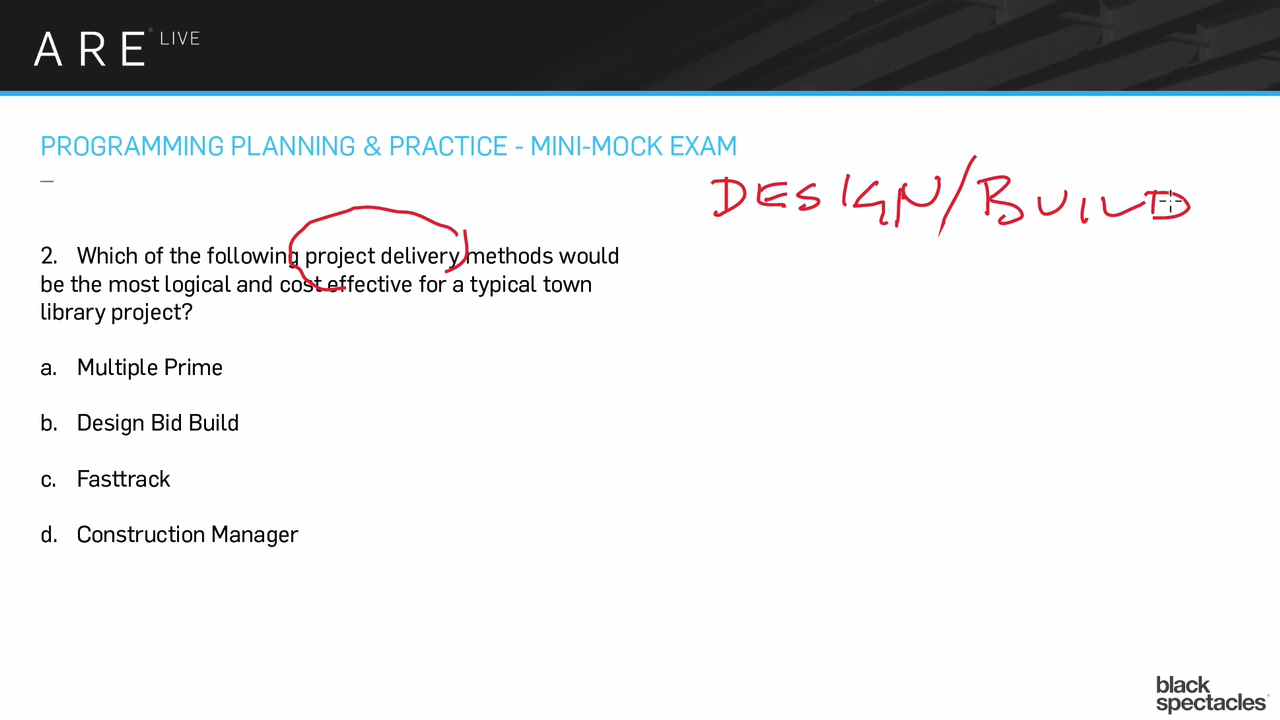 ARE LIVE
PROGRAMMING PLANNING & PRACTICE - MINI-MOCK EXAM
DESIGN/BUILD
2. Which of the following project delivery methods would
be the most logical and cost effective for a typical town
library project?
a. Multiple Prime
b. Design Bid Build
c. Fasttrack
d. Construction Manager
black
spectacles